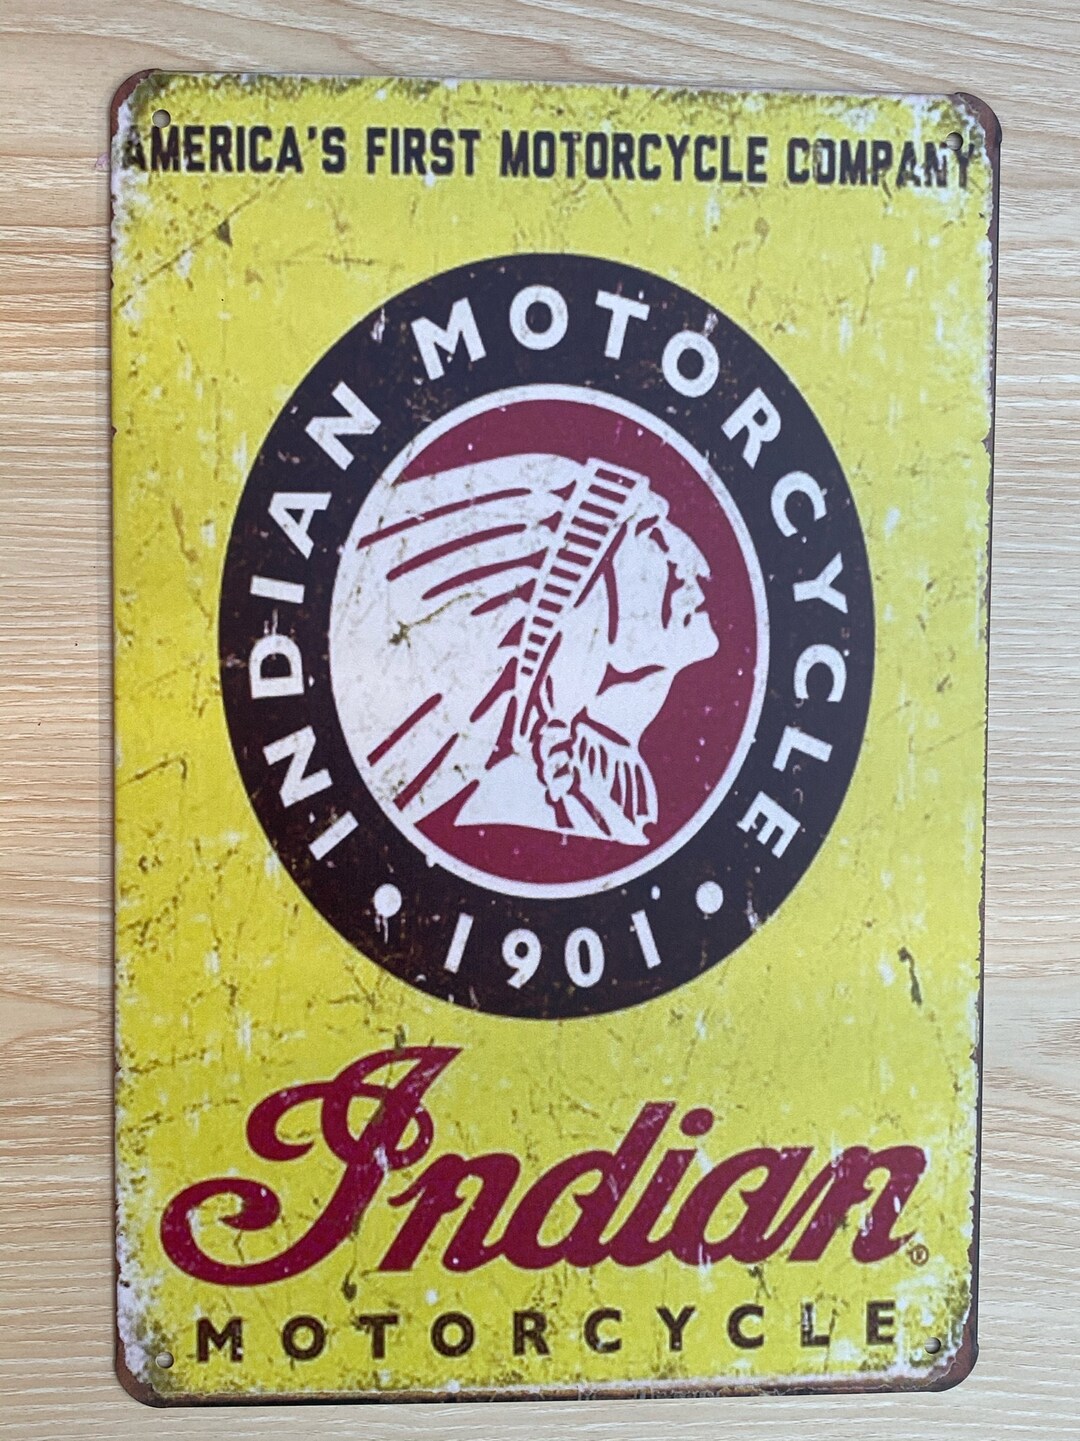 AMERICA'S FIRST MOTORCYCLE COMPANY
INDIAN MOTORCYCLE
• 1901 •
Indian®
MOTORCYCLE